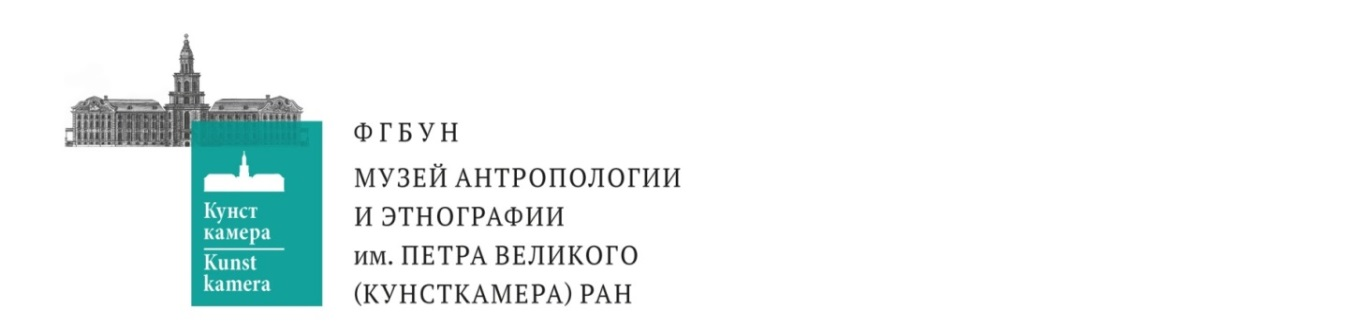 Кунст
камера
Kunst
kamera
ФГБУН
МУЗЕЙ АНТРОПОЛОГИИ
И ЭТНОГРАФИИ
им. ПЕТРА ВЕЛИКОГО
(КУНСТКАМЕРА) РАН